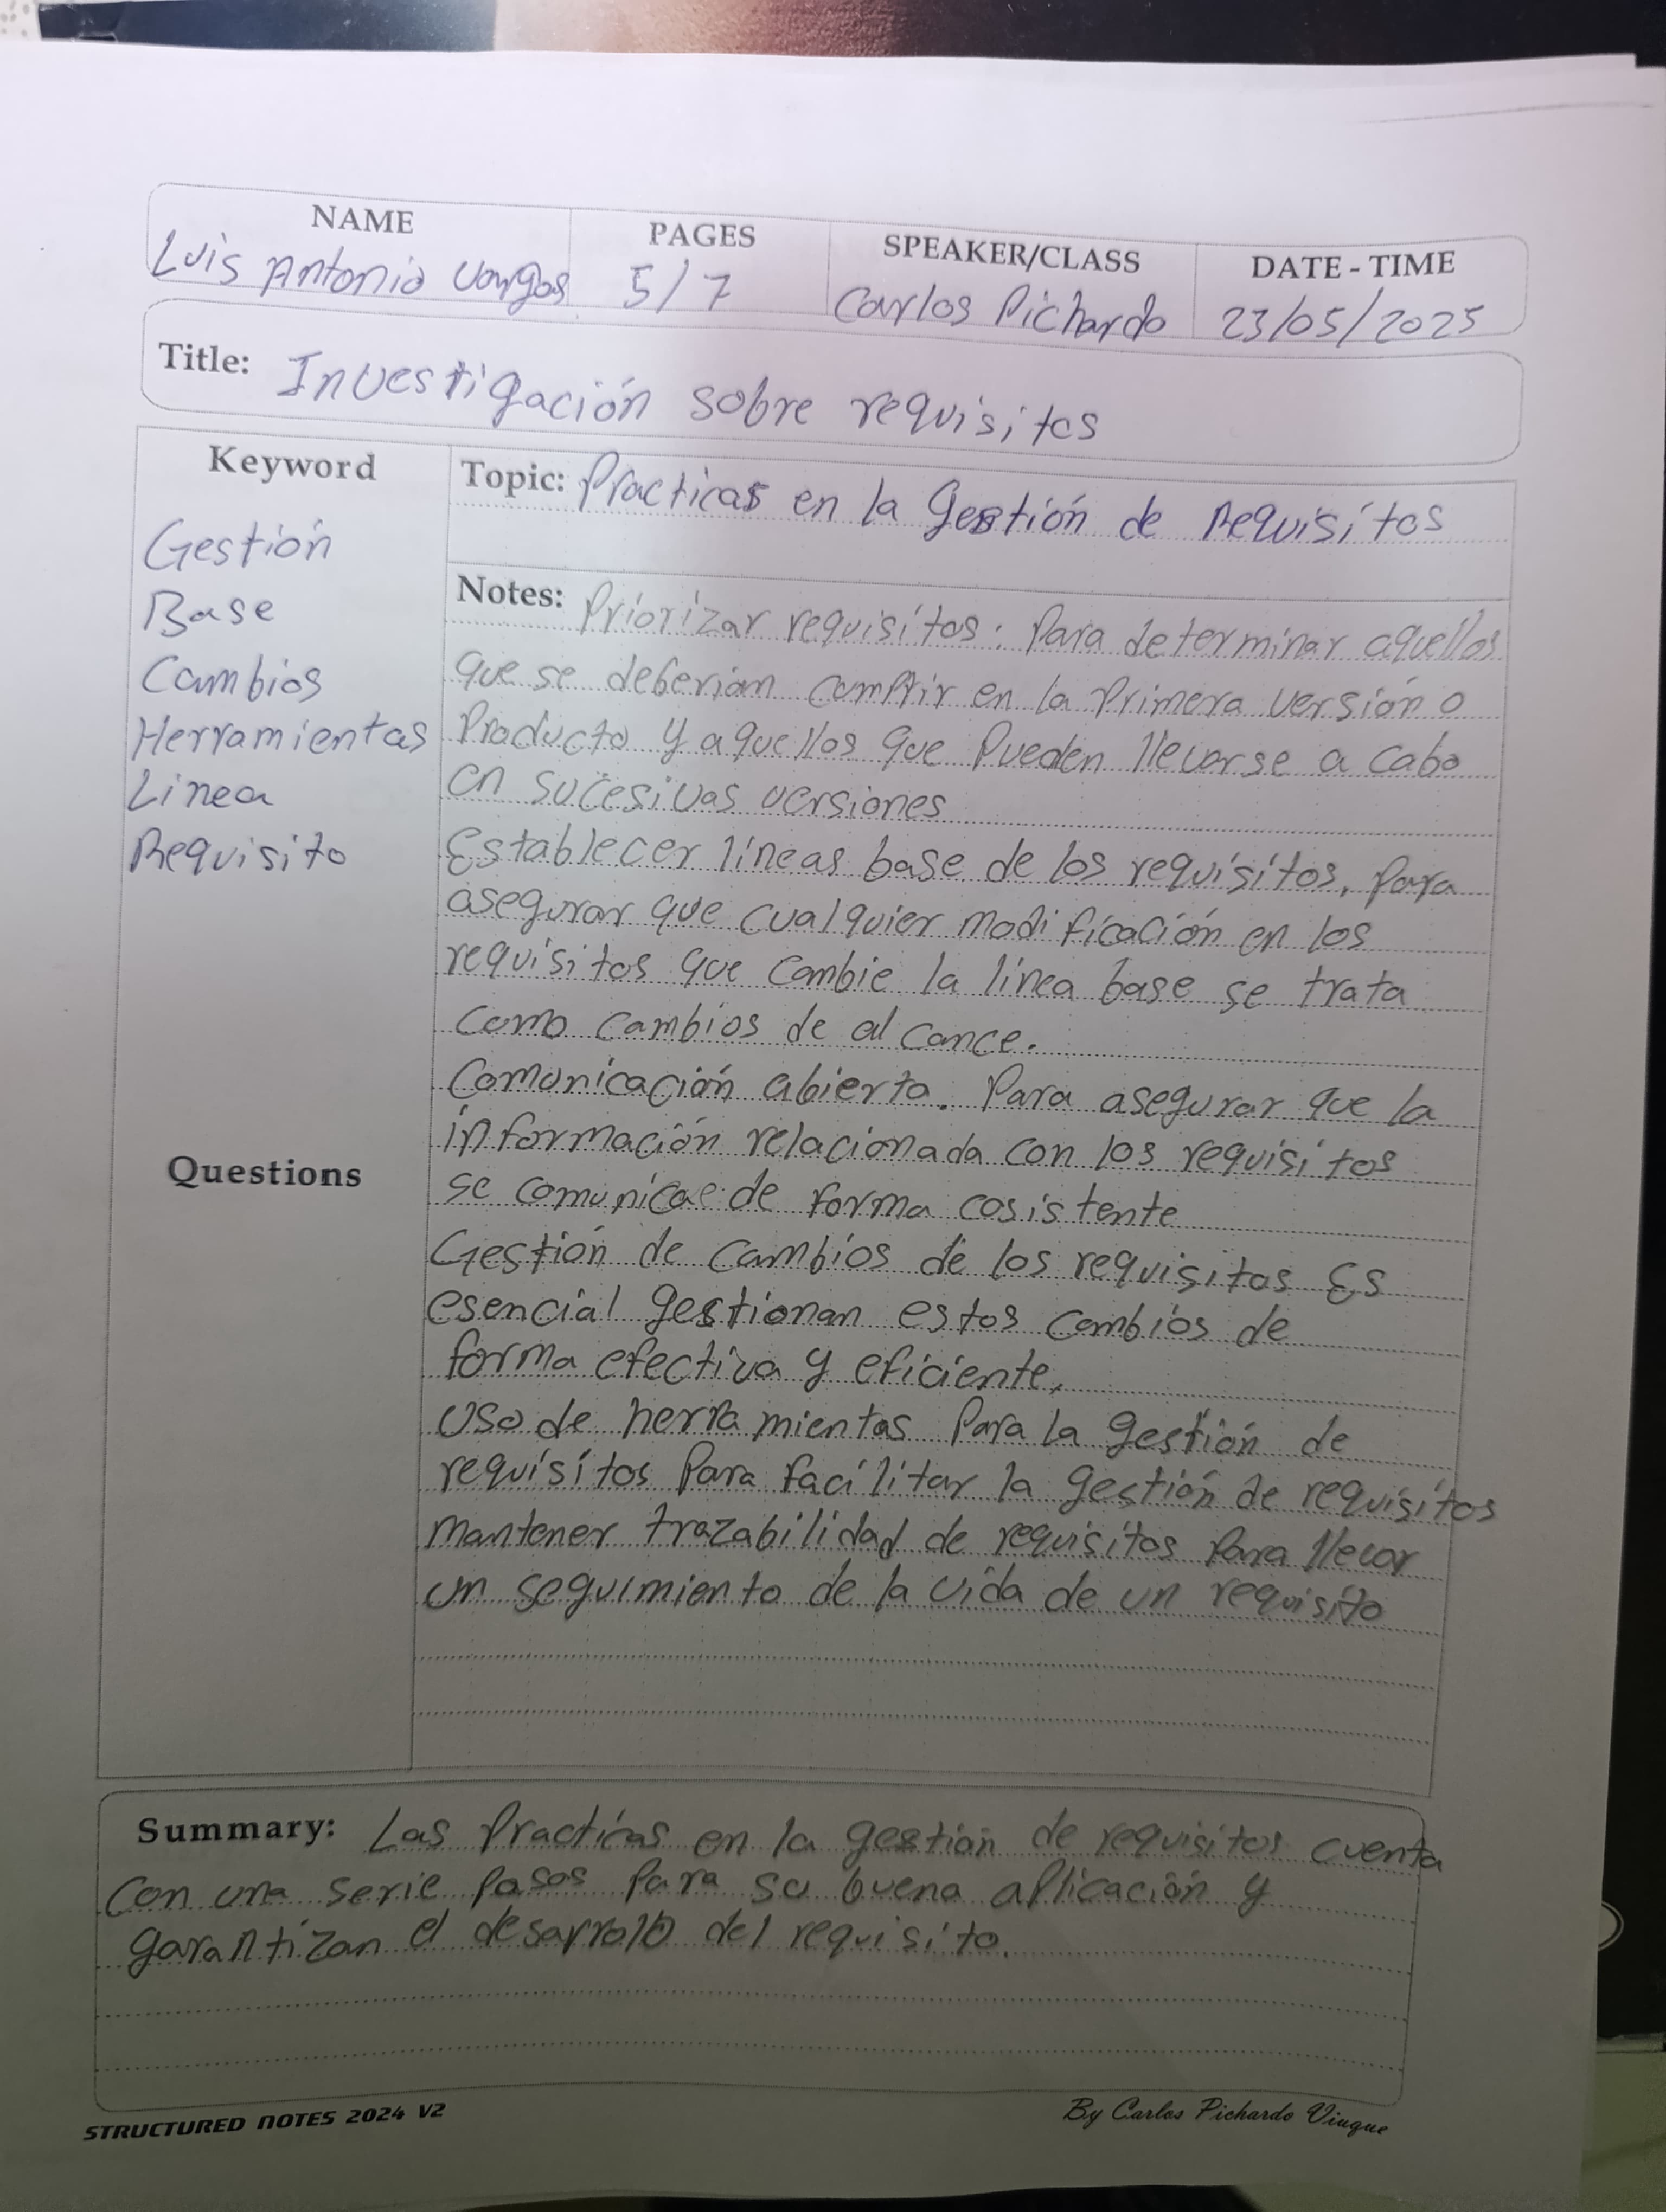 NAME PAGES SPEAKER/CLASS DATE - TIME
Luis Antonio Vargas 5/7 Carlos Pichardo 23/05/2025
Title: Investigación sobre requisitos
Keyword
Gestión
Base
Cambios
Herramientas
Linea
Requisito
Questions
Topic: Practicas en la Gestión de Requisitos
Notes: Priorizar requisitos: Para determinar aquellos
que se deberian cumplir en la Primera versión o
Producto y aquellos que Pueden llevarse a cabo
en sucesivas versiones
Establecer líneas base de los requisitos, Para
asegurar que cualquier modificación en los
requisitos que cambie la línea base se trata
como cambios de alcance.
Comunicación abierta. Para asegurar que la
información relacionada con los requisitos
se comunicae de forma cosistente
Gestión de cambios de los requisitos Es
esencial gestionan estos cambios de
forma efectiva y eficiente.
Uso de herramientas Para la gestión de
requisitos Para facilitar la gestión de requisitos
mantener trazabilidad de requisitos Para llevar
un seguimiento de la vida de un requisito
Summary: Las Practicas en la gestión de requisitos cuenta
con una serie Pasos Para su buena aplicación y
garantizan el desarrollo del requisito.
STRUCTURED NOTES 2024 V2 By Carlos Pichardo Viuque